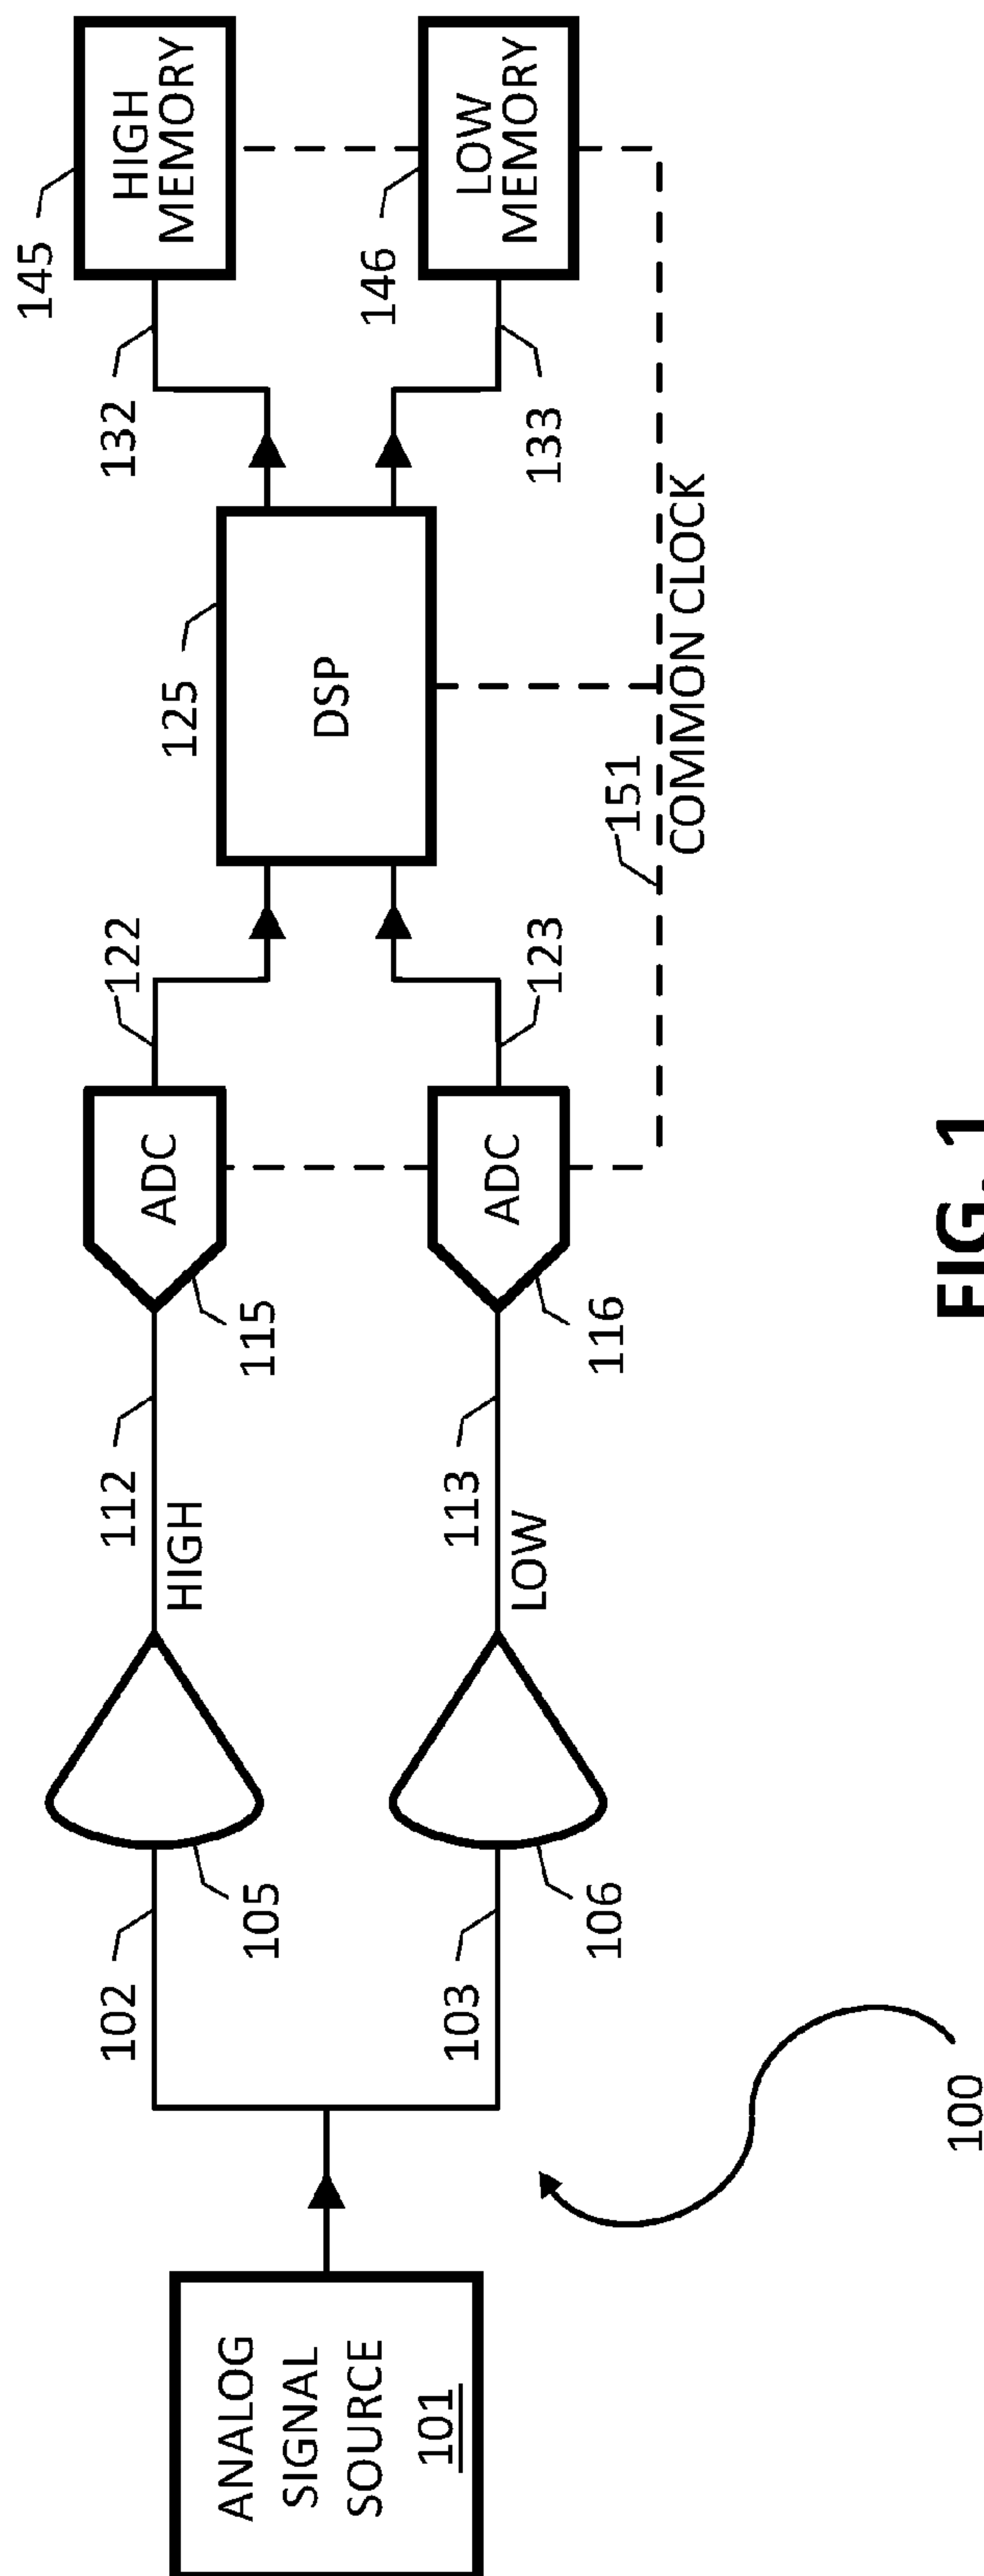 ANALOG
SIGNAL
SOURCE
101
102
103
105
106
HIGH
LOW
112
113
115
116
ADC
ADC
122
123
125
DSP
132
133
145
146
HIGH
MEMORY
LOW
MEMORY
151
COMMON CLOCK
100
FIG. 1